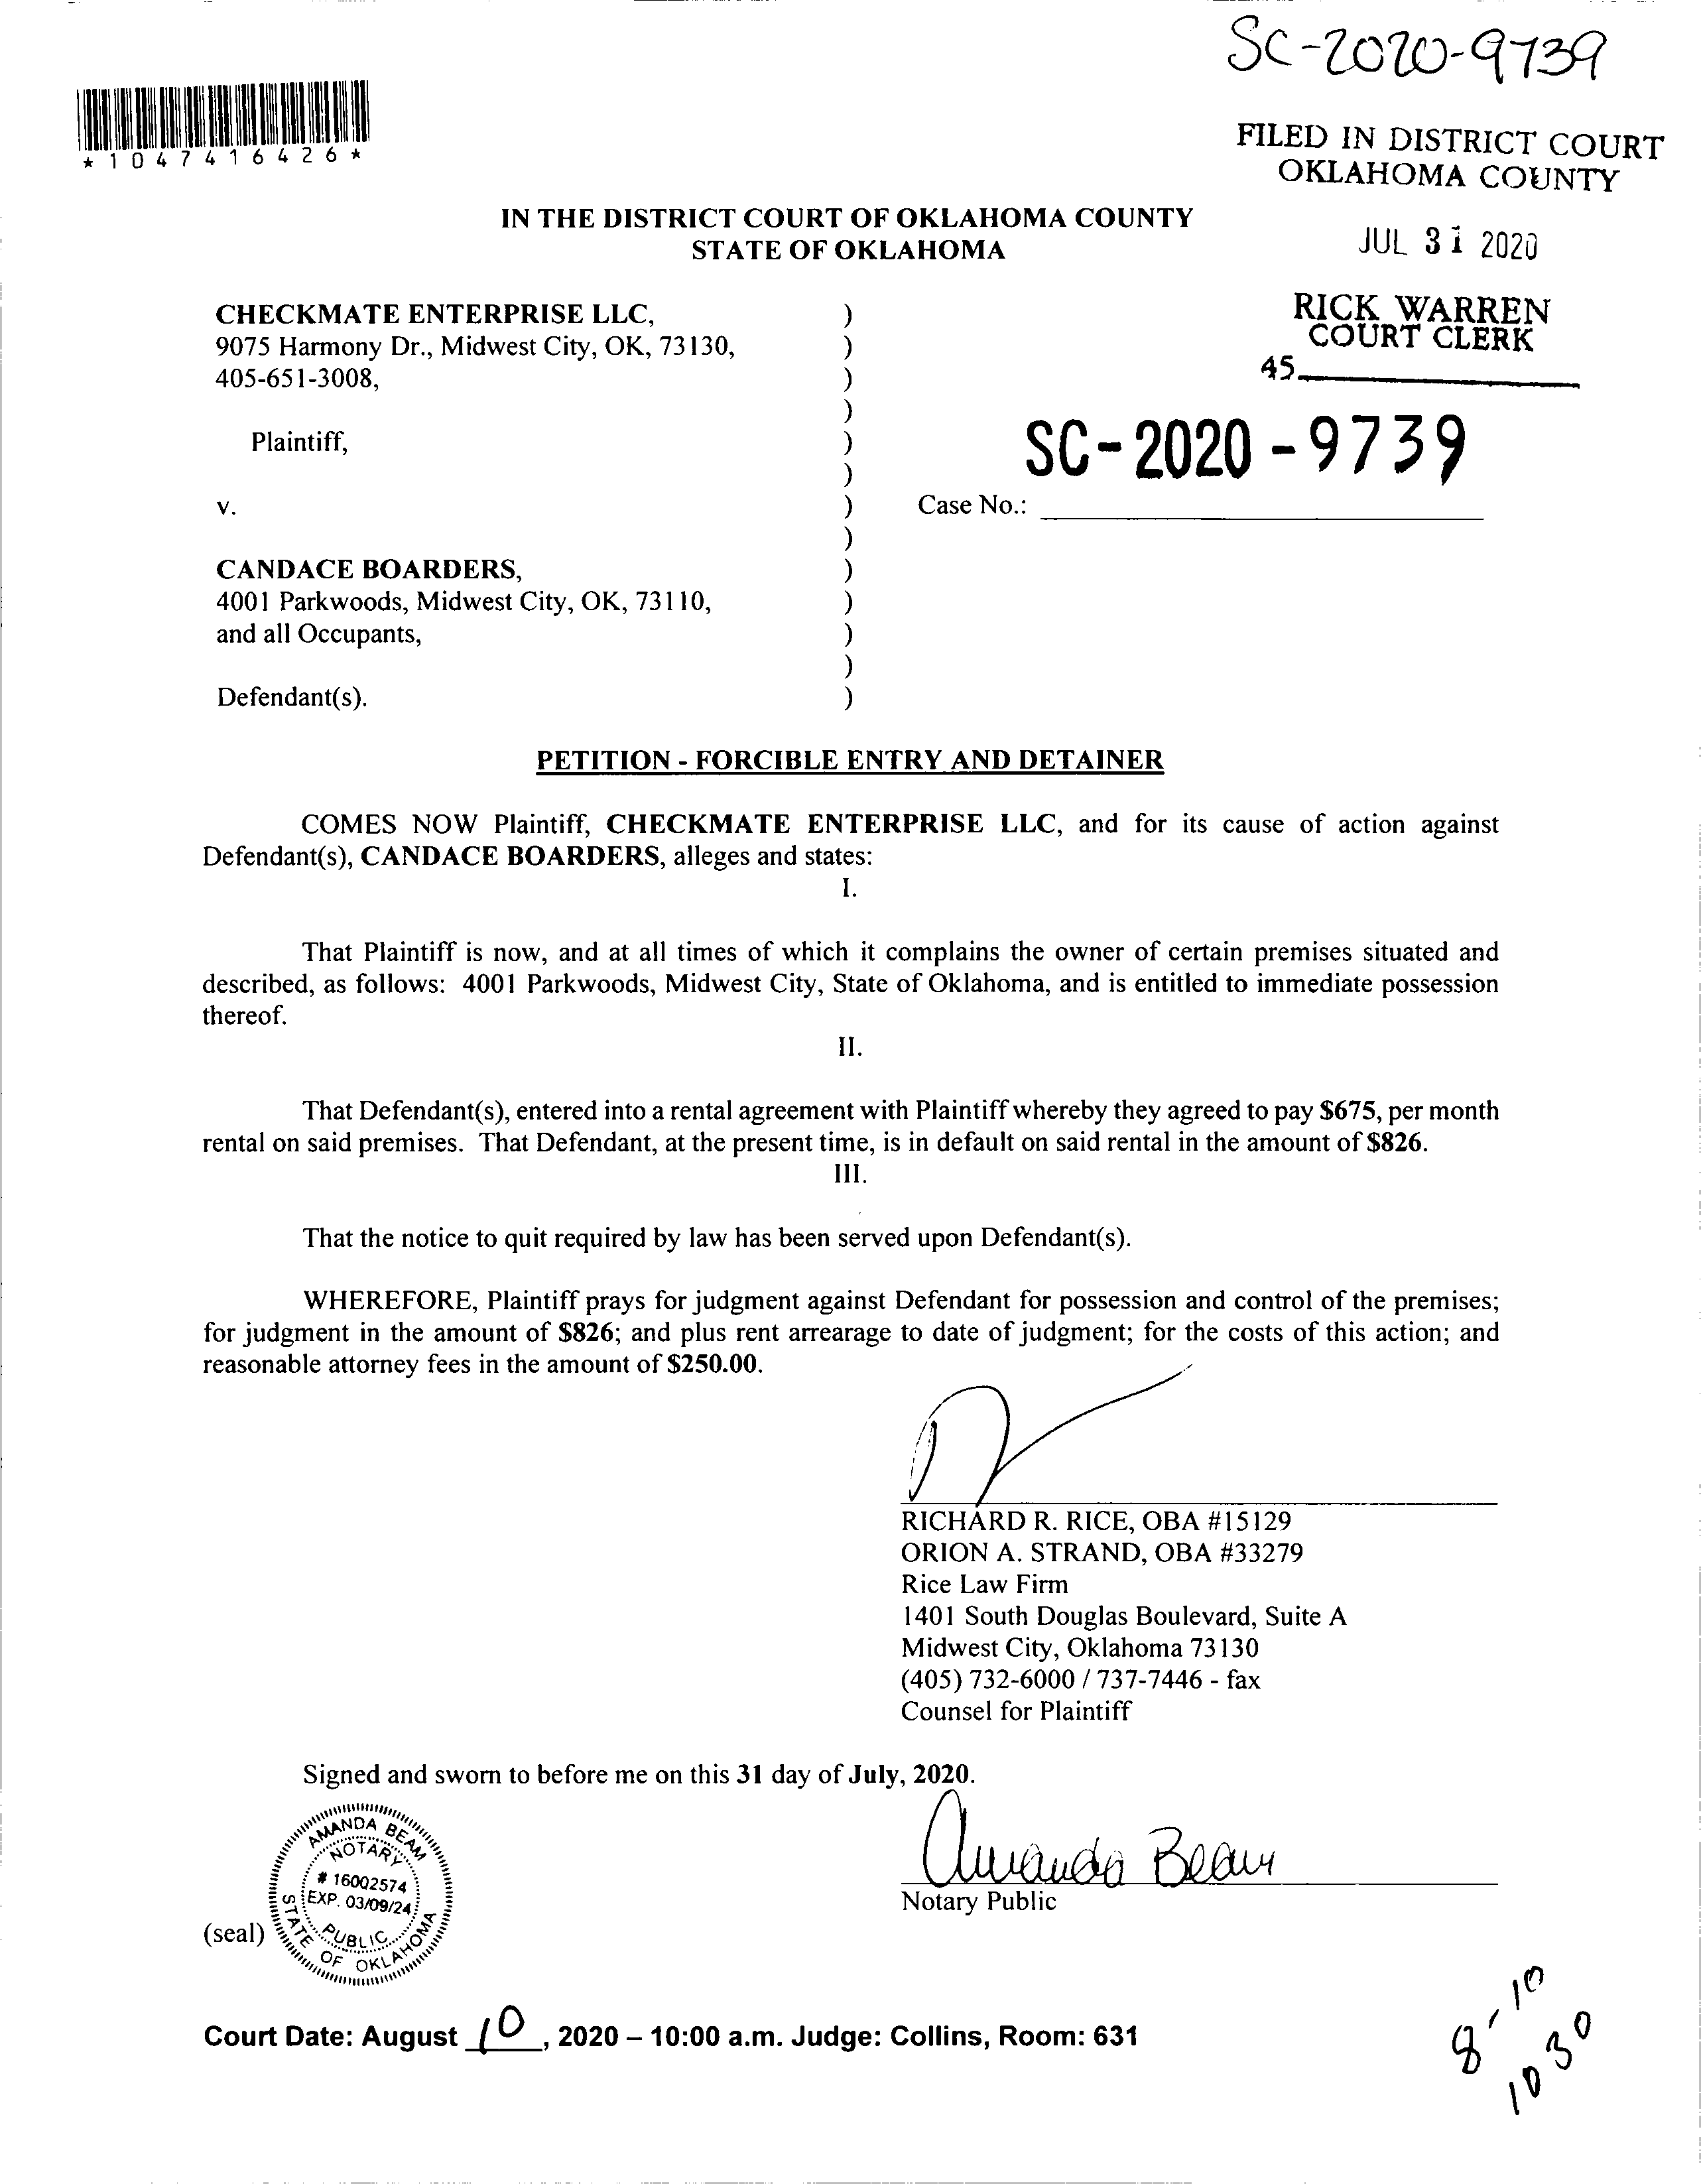 SC-2020-9739
*1047416426*
FILED IN DISTRICT COURT
OKLAHOMA COUNTY
JUL 31 2020
RICK WARREN
COURT CLERK
45
IN THE DISTRICT COURT OF OKLAHOMA COUNTY
STATE OF OKLAHOMA
CHECKMATE ENTERPRISE LLC, )
9075 Harmony Dr., Midwest City, OK, 73130, )
405-651-3008, )
)
Plaintiff, )
)
v. )
)
CANDACE BOARDERS, )
4001 Parkwoods, Midwest City, OK, 73110, )
and all Occupants, )
)
Defendant(s). )
SC-2020-9739
Case No.:
PETITION - FORCIBLE ENTRY AND DETAINER
COMES NOW Plaintiff, CHECKMATE ENTERPRISE LLC, and for its cause of action against
Defendant(s), CANDACE BOARDERS, alleges and states:
I.
That Plaintiff is now, and at all times of which it complains the owner of certain premises situated and
described, as follows: 4001 Parkwoods, Midwest City, State of Oklahoma, and is entitled to immediate possession
thereof.
II.
That Defendant(s), entered into a rental agreement with Plaintiff whereby they agreed to pay $675, per month
rental on said premises. That Defendant, at the present time, is in default on said rental in the amount of $826.
III.
That the notice to quit required by law has been served upon Defendant(s).
WHEREFORE, Plaintiff prays for judgment against Defendant for possession and control of the premises;
for judgment in the amount of $826; and plus rent arrearage to date of judgment; for the costs of this action; and
reasonable attorney fees in the amount of $250.00.
RICHARD R. RICE, OBA #15129
ORION A. STRAND, OBA #33279
Rice Law Firm
1401 South Douglas Boulevard, Suite A
Midwest City, Oklahoma 73130
(405) 732-6000 / 737-7446 - fax
Counsel for Plaintiff
Signed and sworn to before me on this 31 day of July, 2020.
Amanda Beam
Notary Public
(seal)
AMANDA BEAM
NOTARY
# 16002574
EXP. 03/09/24
PUBLIC
STATE OF OKLAHOMA
Court Date: August 10, 2020 – 10:00 a.m. Judge: Collins, Room: 631
8-10
1030